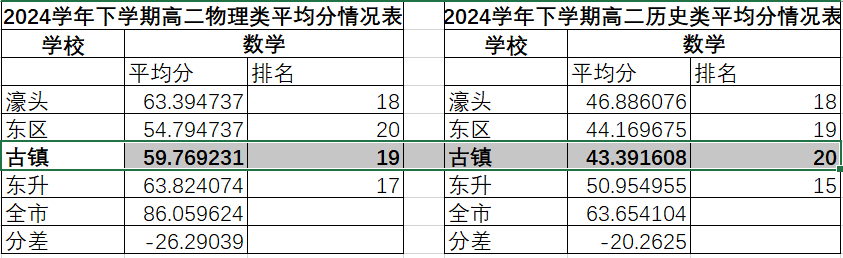 2024学年下学期高二物理类平均分情况表 2024学年下学期高二历史类平均分情况表
学校 数学 学校 数学
平均分 排名 平均分 排名
濠头 63.394737 18 濠头 46.886076 18
东区 54.794737 20 东区 44.169675 19
古镇 59.769231 19 古镇 43.391608 20
东升 63.824074 17 东升 50.954955 15
全市 86.059624 全市 63.654104
分差 -26.29039 分差 -20.2625